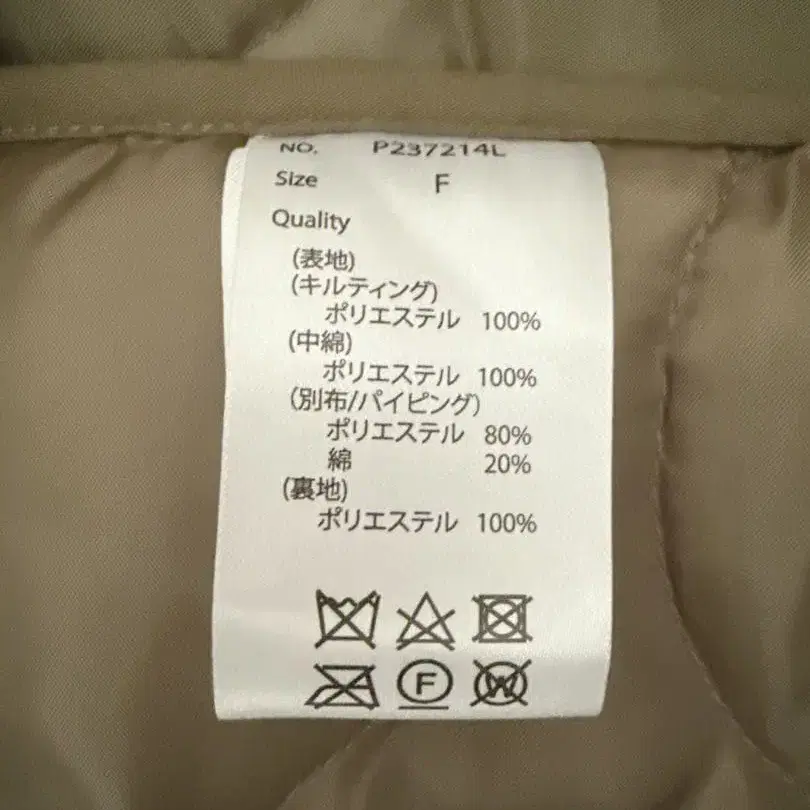 NO. P237214L
Size F
Quality
(表地)
(キルティング)
ポリエステル 100%
(中綿)
ポリエステル 100%
(別布/パイピング)
ポリエステル 80%
綿 20%
(裏地)
ポリエステル 100%
F W